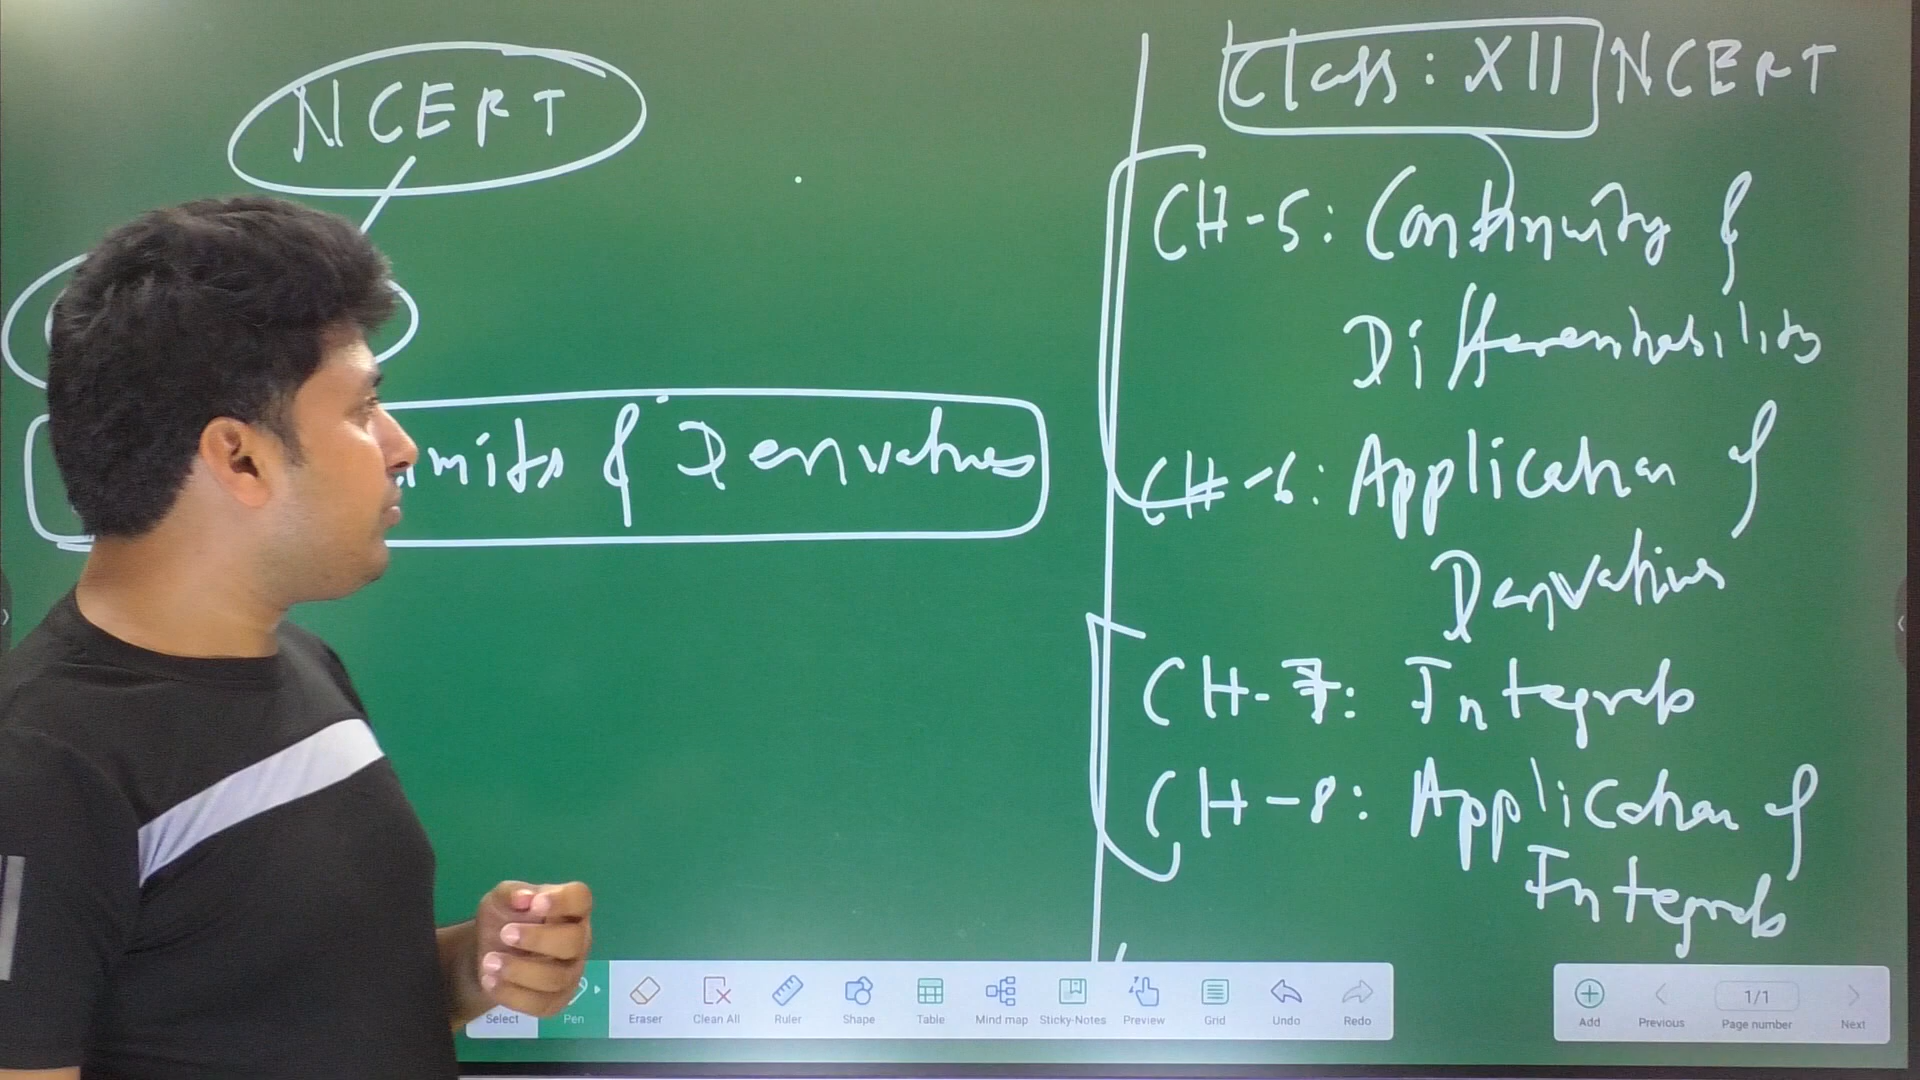 NCERT
mits & Derivatives
Class: XII NCERT
CH-5: Continuity &
Differentiability
CH-6: Application of
Derivatives
CH-7: Integrals
CH-8: Application of
Integrals
Select
Pen
Eraser
Clean All
Ruler
Shape
Table
Mind map
Sticky-Notes
Preview
Grid
Undo
Redo
Add
Previous
1/1
Page number
Next